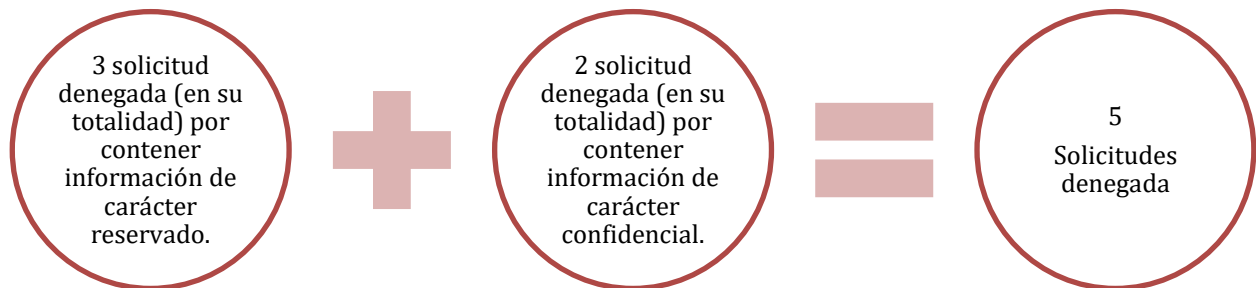 3 solicitud
denegada (en su
totalidad) por
contener
información de
carácter
reservado.
2 solicitud
denegada (en su
totalidad) por
contener
información de
carácter
confidencial.
5
Solicitudes
denegada